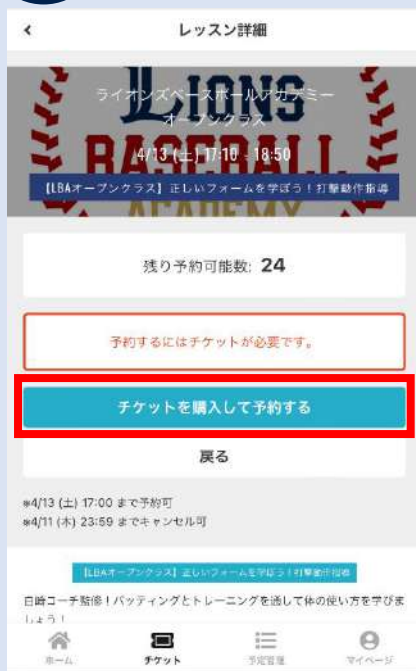 レッスン詳細
LIONS
ライオンズベースボールアカデミー
オープンクラス
BASEBALL
4/13 (土) 17:10 - 18:50
【LBAオープンクラス】正しいフォームを学ぼう!打撃動作指導
ACADEMY
残り予約可能数: 24
予約するにはチケットが必要です。
チケットを購入して予約する
戻る
※4/13 (土) 17:00 まで予約可
※4/11 (木) 23:59 までキャンセル可
【LBAオープンクラス】正しいフォームを学ぼう!打撃動作指導
コーチ監修!バッティングとトレーニングを通して体の使い方を学びま
しょう!
ホーム チケット 予定管理 マイページ